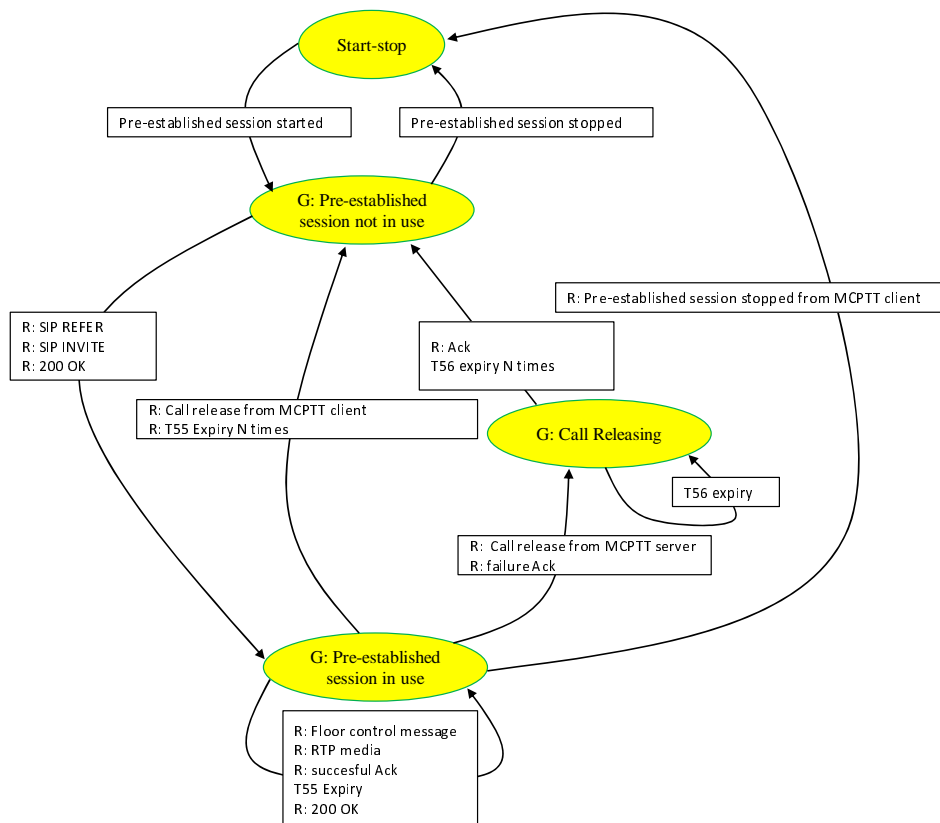 Start-stop
Pre-established session started
Pre-established session stopped
G: Pre-established
session not in use
R: Pre-established session stopped from MCPTT client
R: SIP REFER
R: SIP INVITE
R: 200 OK
R: Ack
T56 expiry N times
R: Call release from MCPTT client
R: T55 Expiry N times
G: Call Releasing
T56 expiry
R: Call release from MCPTT server
R: failure Ack
G: Pre-established
session in use
R: Floor control message
R: RTP media
R: succesful Ack
T55 Expiry
R: 200 OK